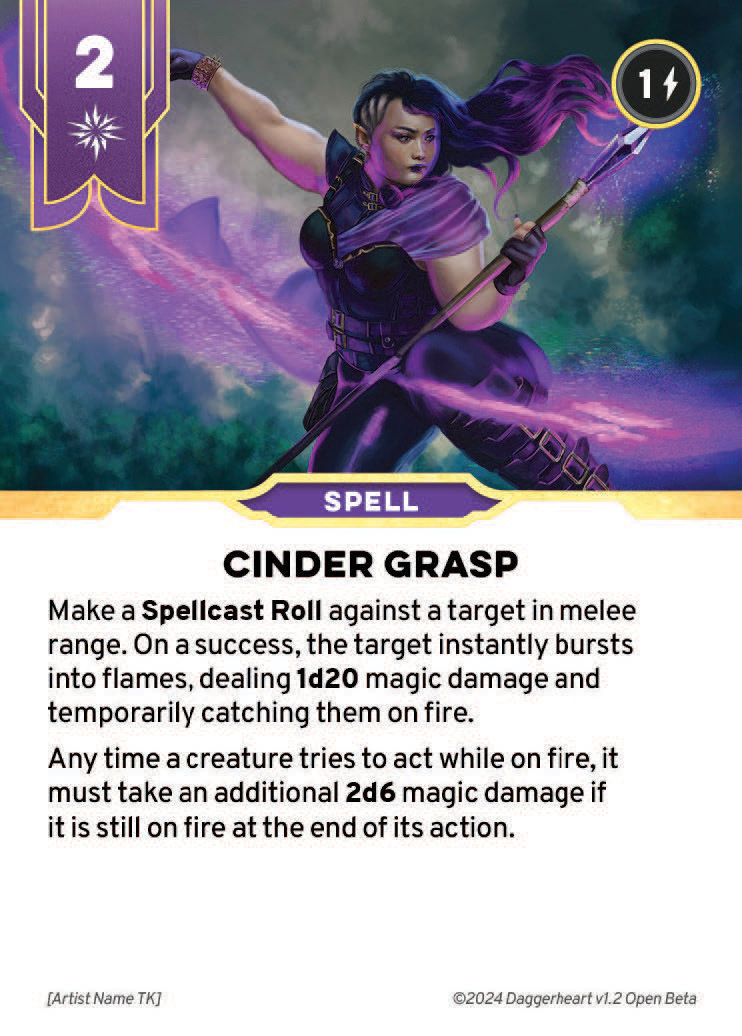 2
1
SPELL
CINDER GRASP
Make a Spellcast Roll against a target in melee
range. On a success, the target instantly bursts
into flames, dealing 1d20 magic damage and
temporarily catching them on fire.
Any time a creature tries to act while on fire, it
must take an additional 2d6 magic damage if
it is still on fire at the end of its action.
[Artist Name TK]
©2024 Daggerheart v1.2 Open Beta